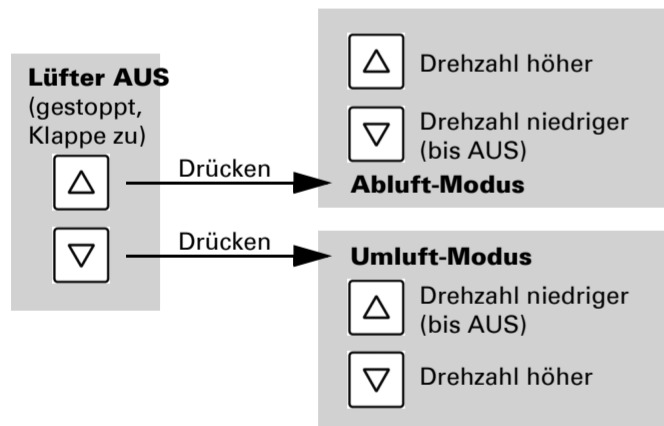 Lüfter AUS
(gestoppt,
Klappe zu)
Drücken
Drücken
Drehzahl höher
Drehzahl niedriger
(bis AUS)
Abluft-Modus
Umluft-Modus
Drehzahl niedriger
(bis AUS)
Drehzahl höher